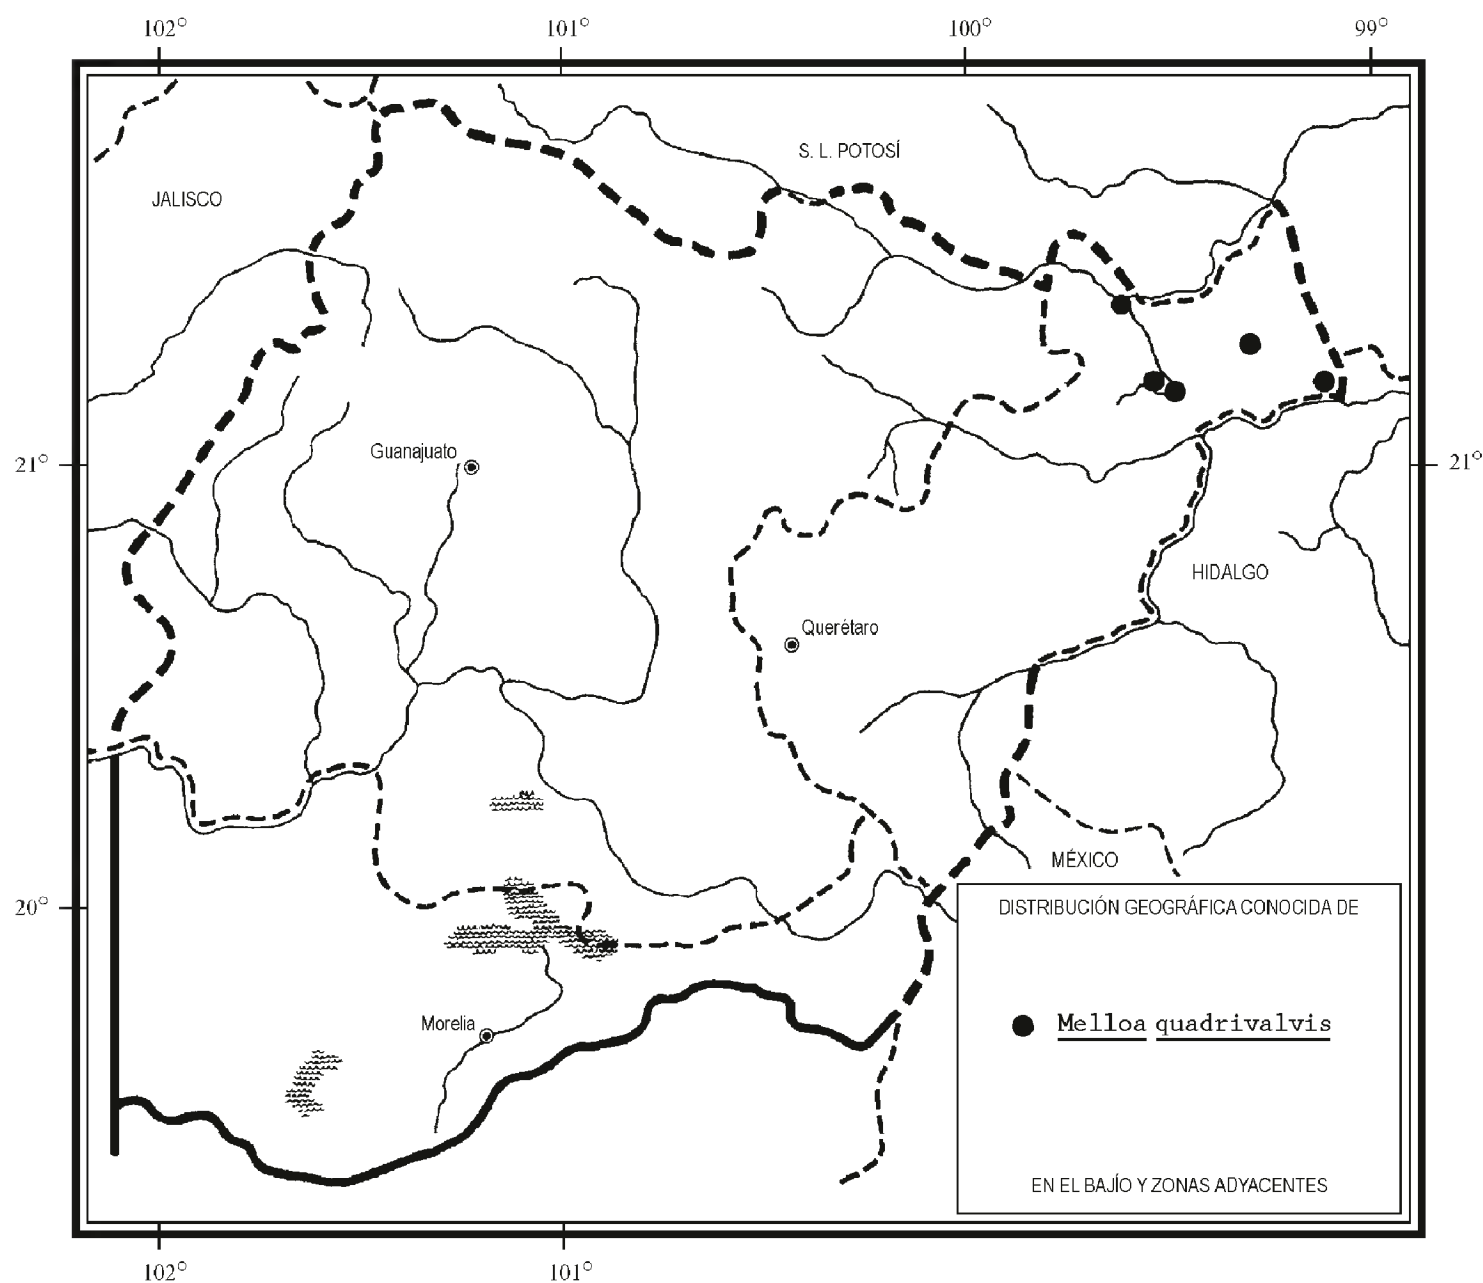 102° 101° 100° 99°
S. L. POTOSÍ
JALISCO
Guanajuato
21° 21°
HIDALGO
Querétaro
MÉXICO
20°
DISTRIBUCIÓN GEOGRÁFICA CONOCIDA DE
Morelia
Melloa quadrivalvis
EN EL BAJÍO Y ZONAS ADYACENTES
102° 101°